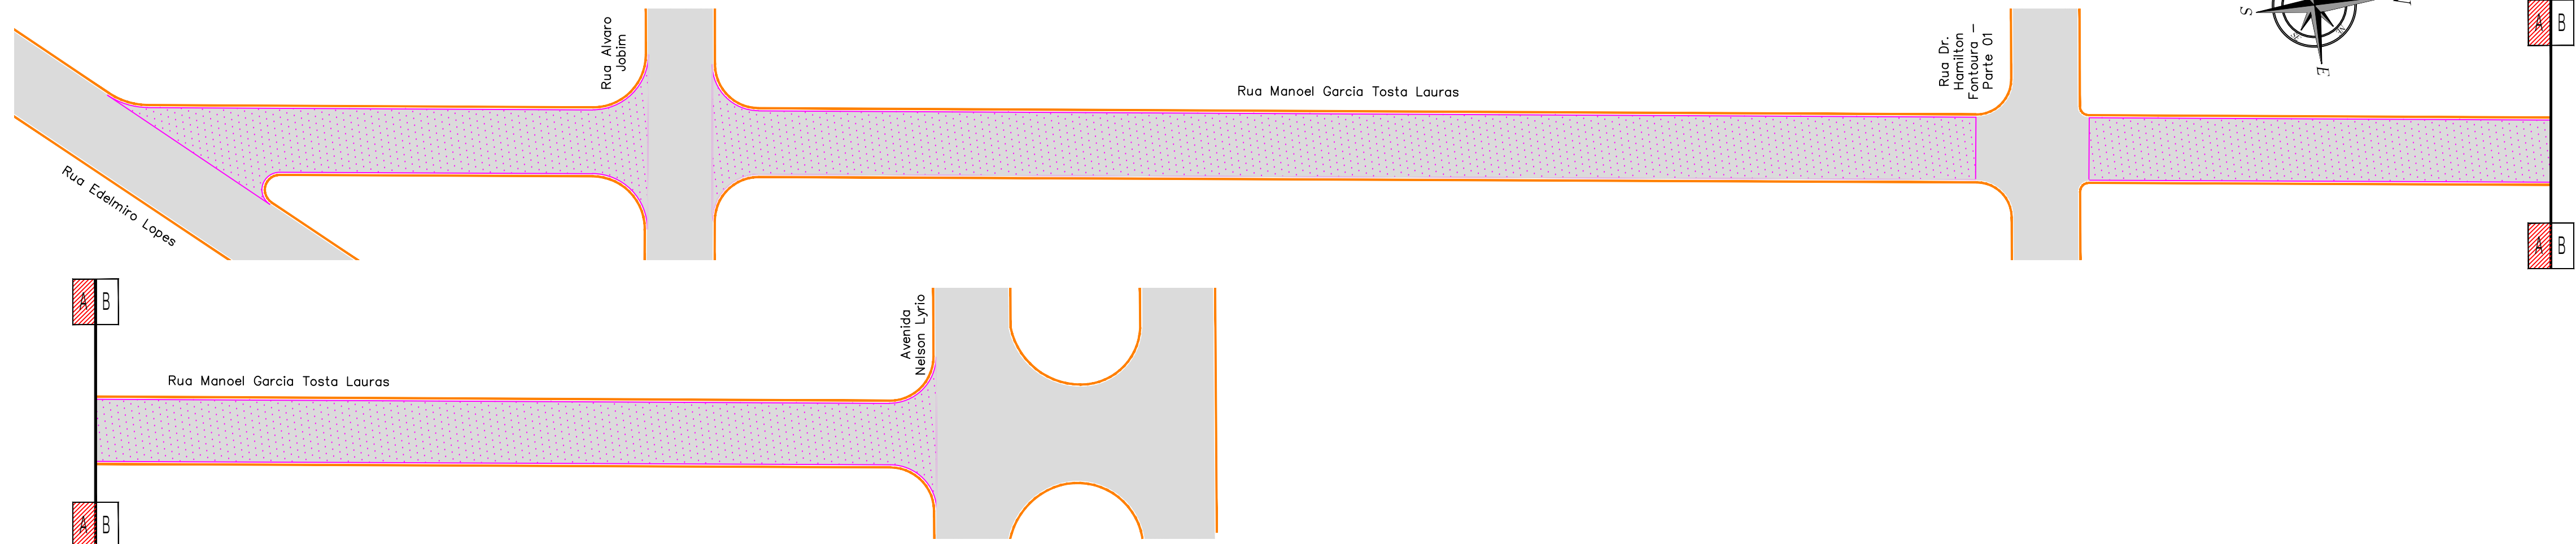 Rua Alvaro
Jobim
Rua Manoel Garcia Tosta Lauras
Rua Dr.
Hamilton
Fontoura –
Parte 01
S
E
A B
Rua Edelmiro Lopes
A B
A B
Avenida
Nelson Lyrio
Rua Manoel Garcia Tosta Lauras
A B